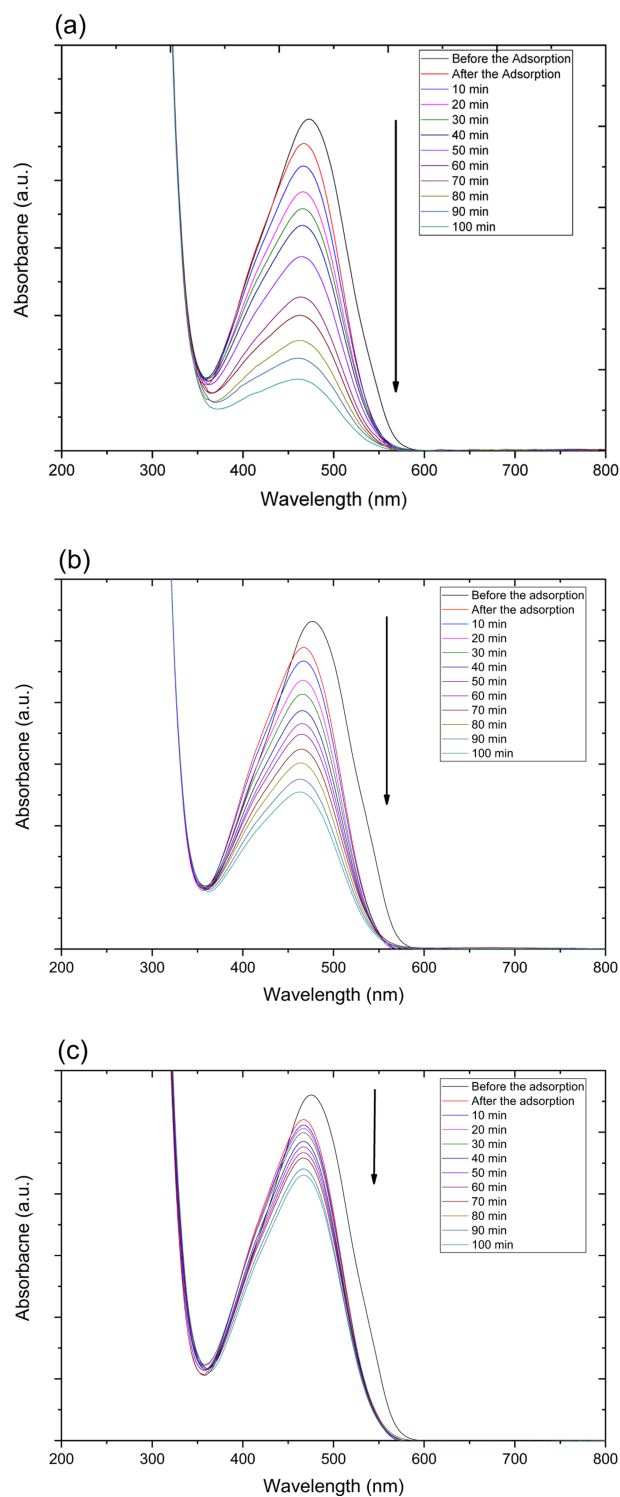 (a)
Absorbacne (a.u.)
Before the Adsorption
After the Adsorption
10 min
20 min
30 min
40 min
50 min
60 min
70 min
80 min
90 min
100 min
200 300 400 500 600 700 800
Wavelength (nm)
(b)
Absorbacne (a.u.)
Before the adsorption
After the adsorption
10 min
20 min
30 min
40 min
50 min
60 min
70 min
80 min
90 min
100 min
200 300 400 500 600 700 800
Wavelength (nm)
(c)
Absorbacne (a.u.)
Before the adsorption
After the adsorption
10 min
20 min
30 min
40 min
50 min
60 min
70 min
80 min
90 min
100 min
200 300 400 500 600 700 800
Wavelength (nm)